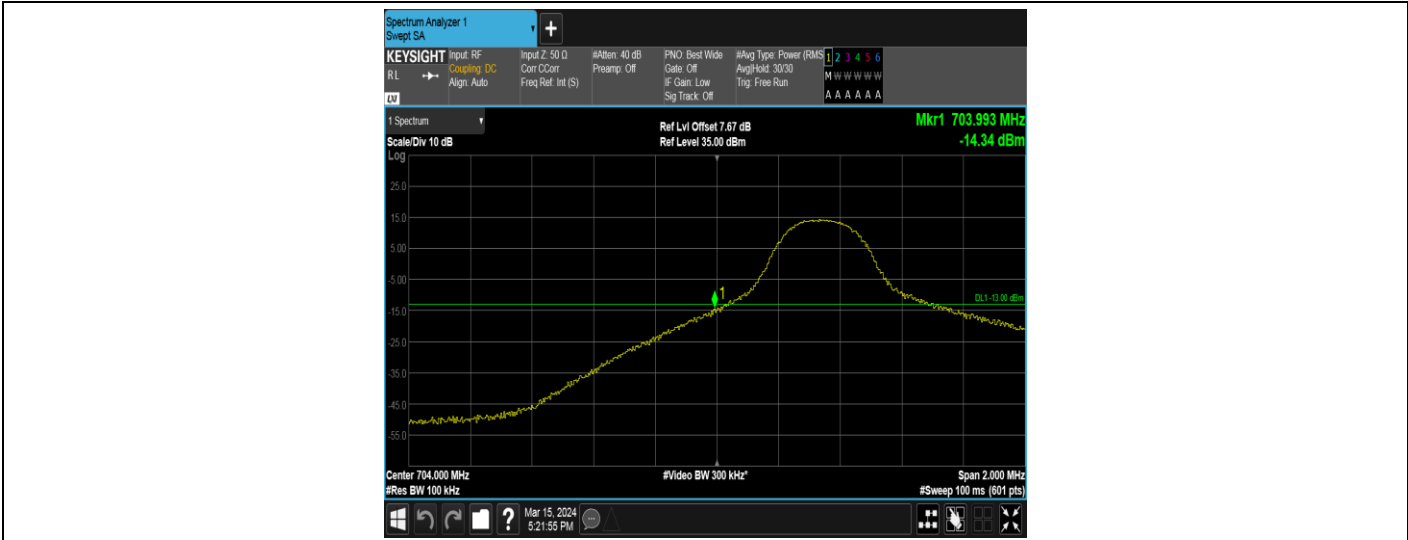 Spectrum Analyzer 1
Swept SA
+
KEYSIGHT
RL
LXI
Input: RF
Coupling: DC
Align: Auto
Input Z: 50 Ω
Corr CCorr
Freq Ref: Int (S)
#Atten: 40 dB
Preamp: Off
PNO: Best Wide
Gate: Off
IF Gain: Low
Sig Track: Off
#Avg Type: Power (RMS
Avg|Hold: 30/30
Trig: Free Run
1 2 3 4 5 6
M W W W W W
A A A A A A
1 Spectrum
Scale/Div 10 dB
Ref Lvl Offset 7.67 dB
Ref Level 35.00 dBm
Mkr1 703.993 MHz
-14.34 dBm
Log
25.0
15.0
5.00
-5.00
1
DL1 -13.00 dBm
-15.0
-25.0
-35.0
-45.0
-55.0
Center 704.000 MHz
#Video BW 300 kHz*
Span 2.000 MHz
#Res BW 100 kHz
#Sweep 100 ms (601 pts)
?
Mar 15, 2024
5:21:55 PM